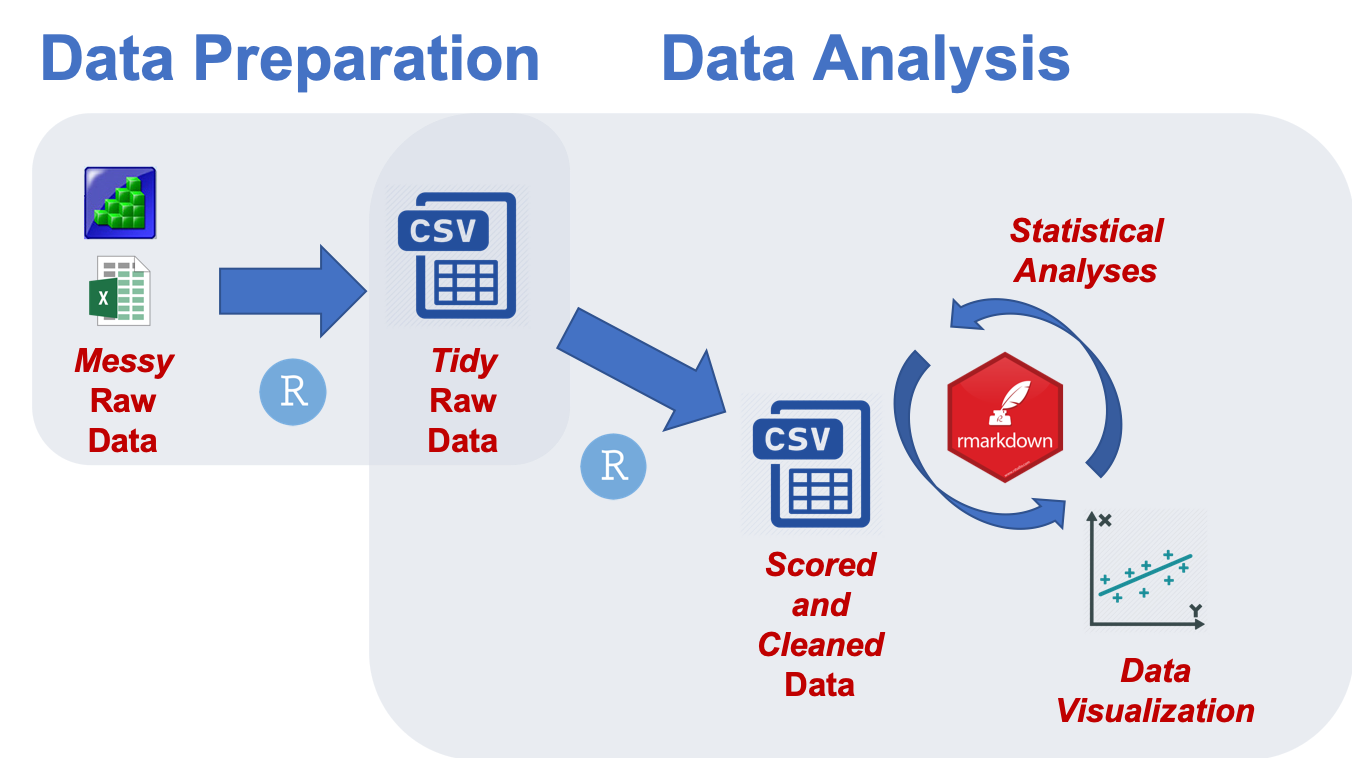 Data Preparation
Data Analysis
X
Messy
Raw
Data
R
CSV
Tidy
Raw
Data
R
CSV
Scored
and
Cleaned
Data
Statistical
Analyses
rmarkdown
X
Y
Data
Visualization